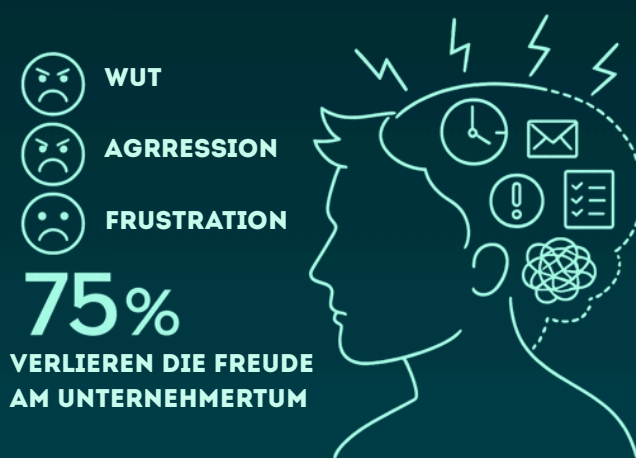 WUT
AGRRESSION
FRUSTRATION
75%
VERLIEREN DIE FREUDE
AM UNTERNEHMERTUM